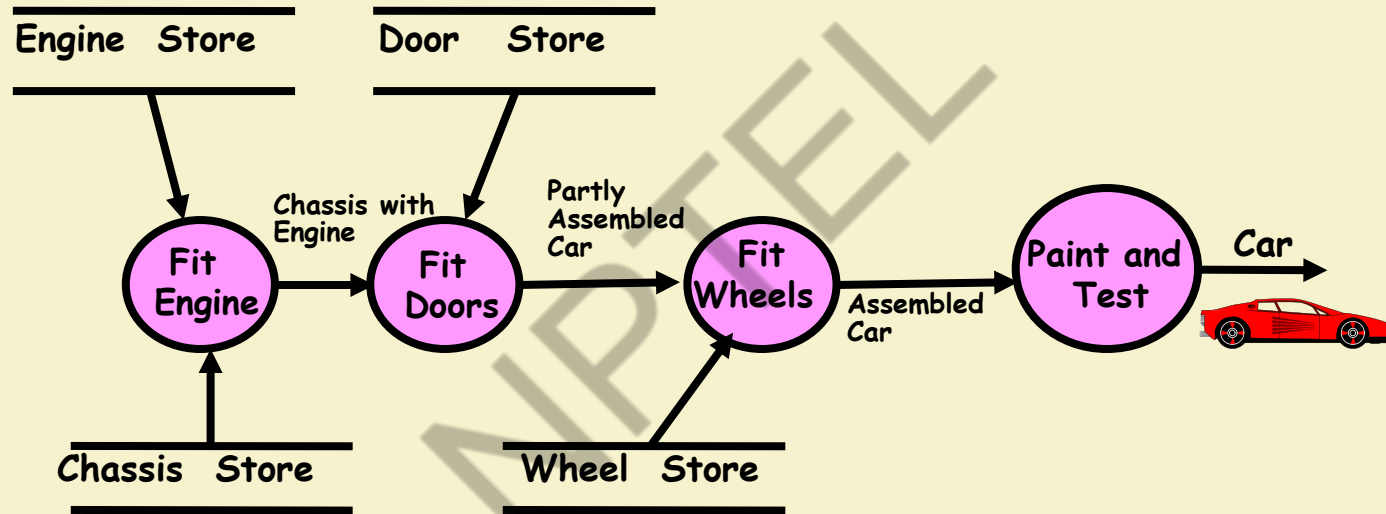 Engine Store
Door Store
Chassis with
Engine
Partly
Assembled
Car
Fit
Engine
Fit
Doors
Fit
Wheels
Assembled
Car
Paint and
Test
Car
Chassis Store
Wheel Store
NPTEL